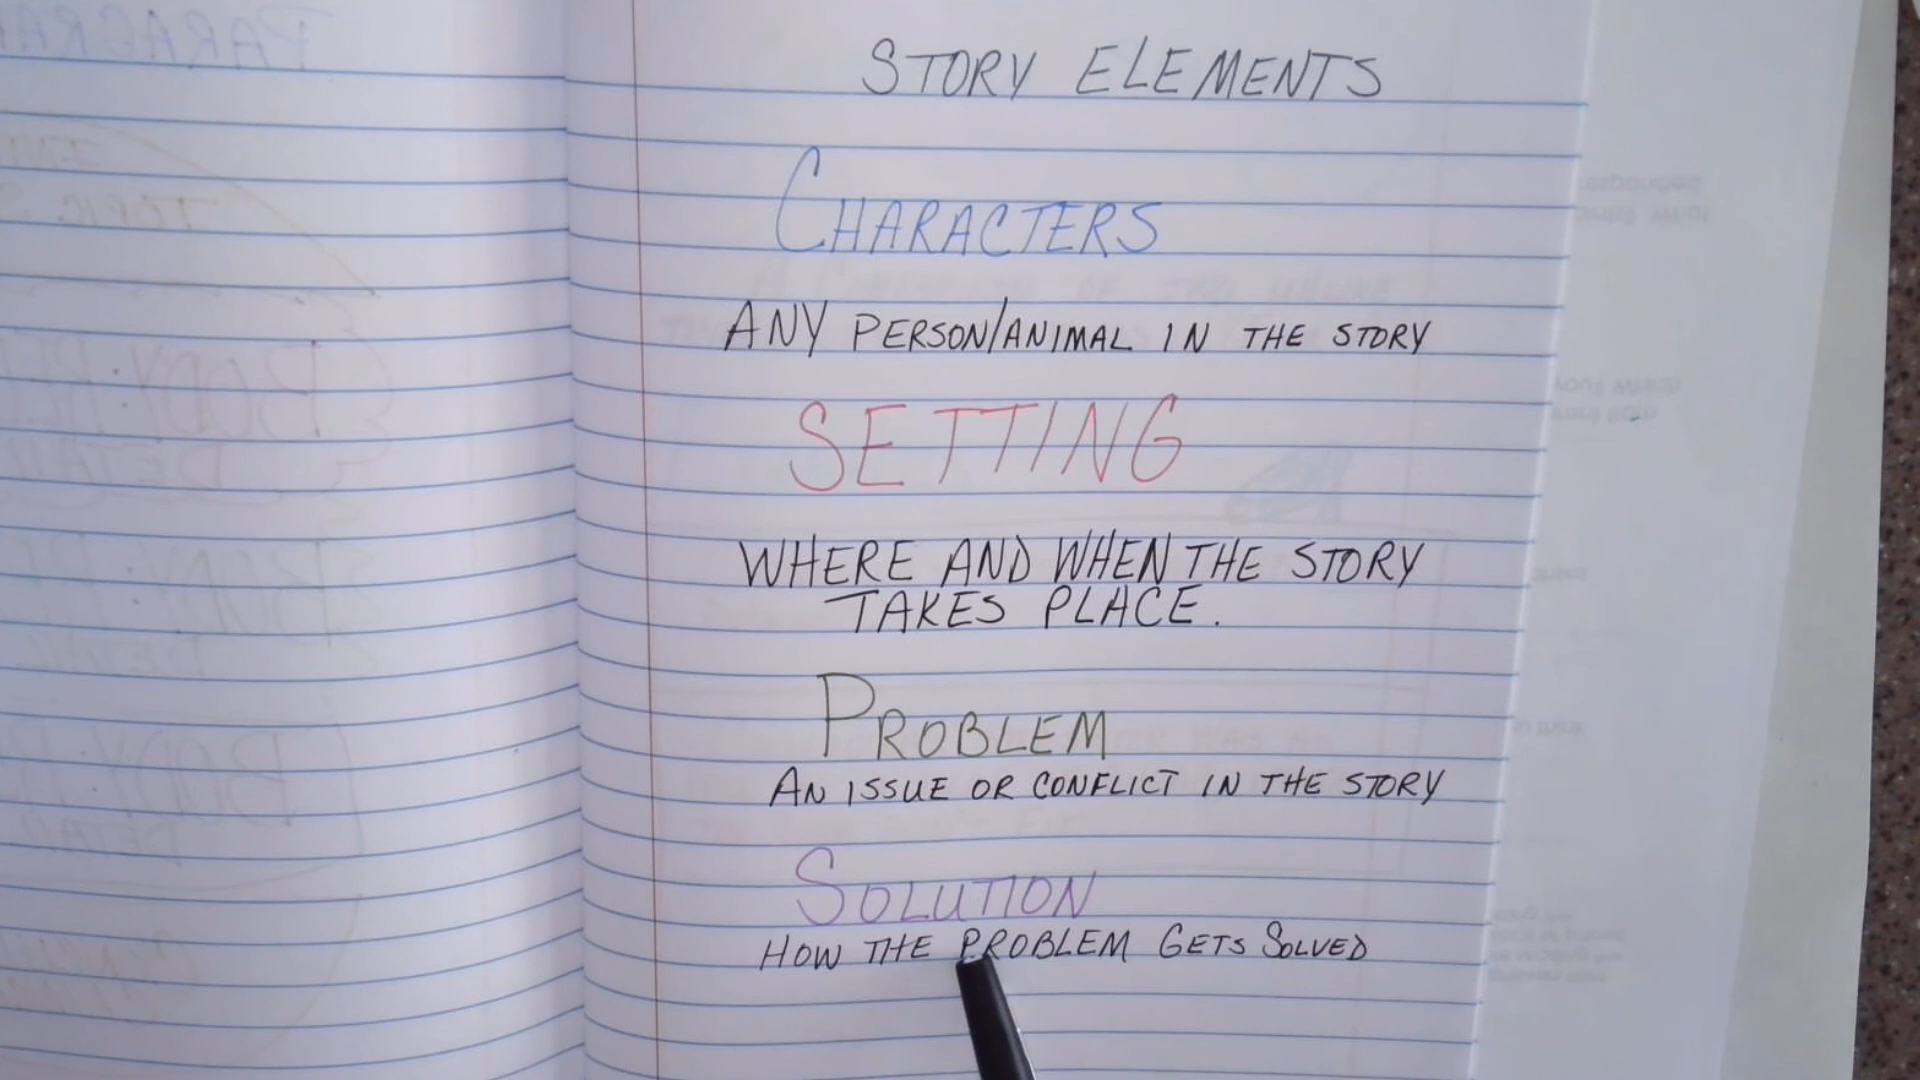 STORY ELEMENTS
CHARACTERS
ANY PERSON/ANIMAL IN THE STORY
SETTING
WHERE AND WHEN THE STORY
TAKES PLACE.
PROBLEM
AN ISSUE OR CONFLICT IN THE STORY
SOLUTION
HOW THE PROBLEM GETS SOLVED